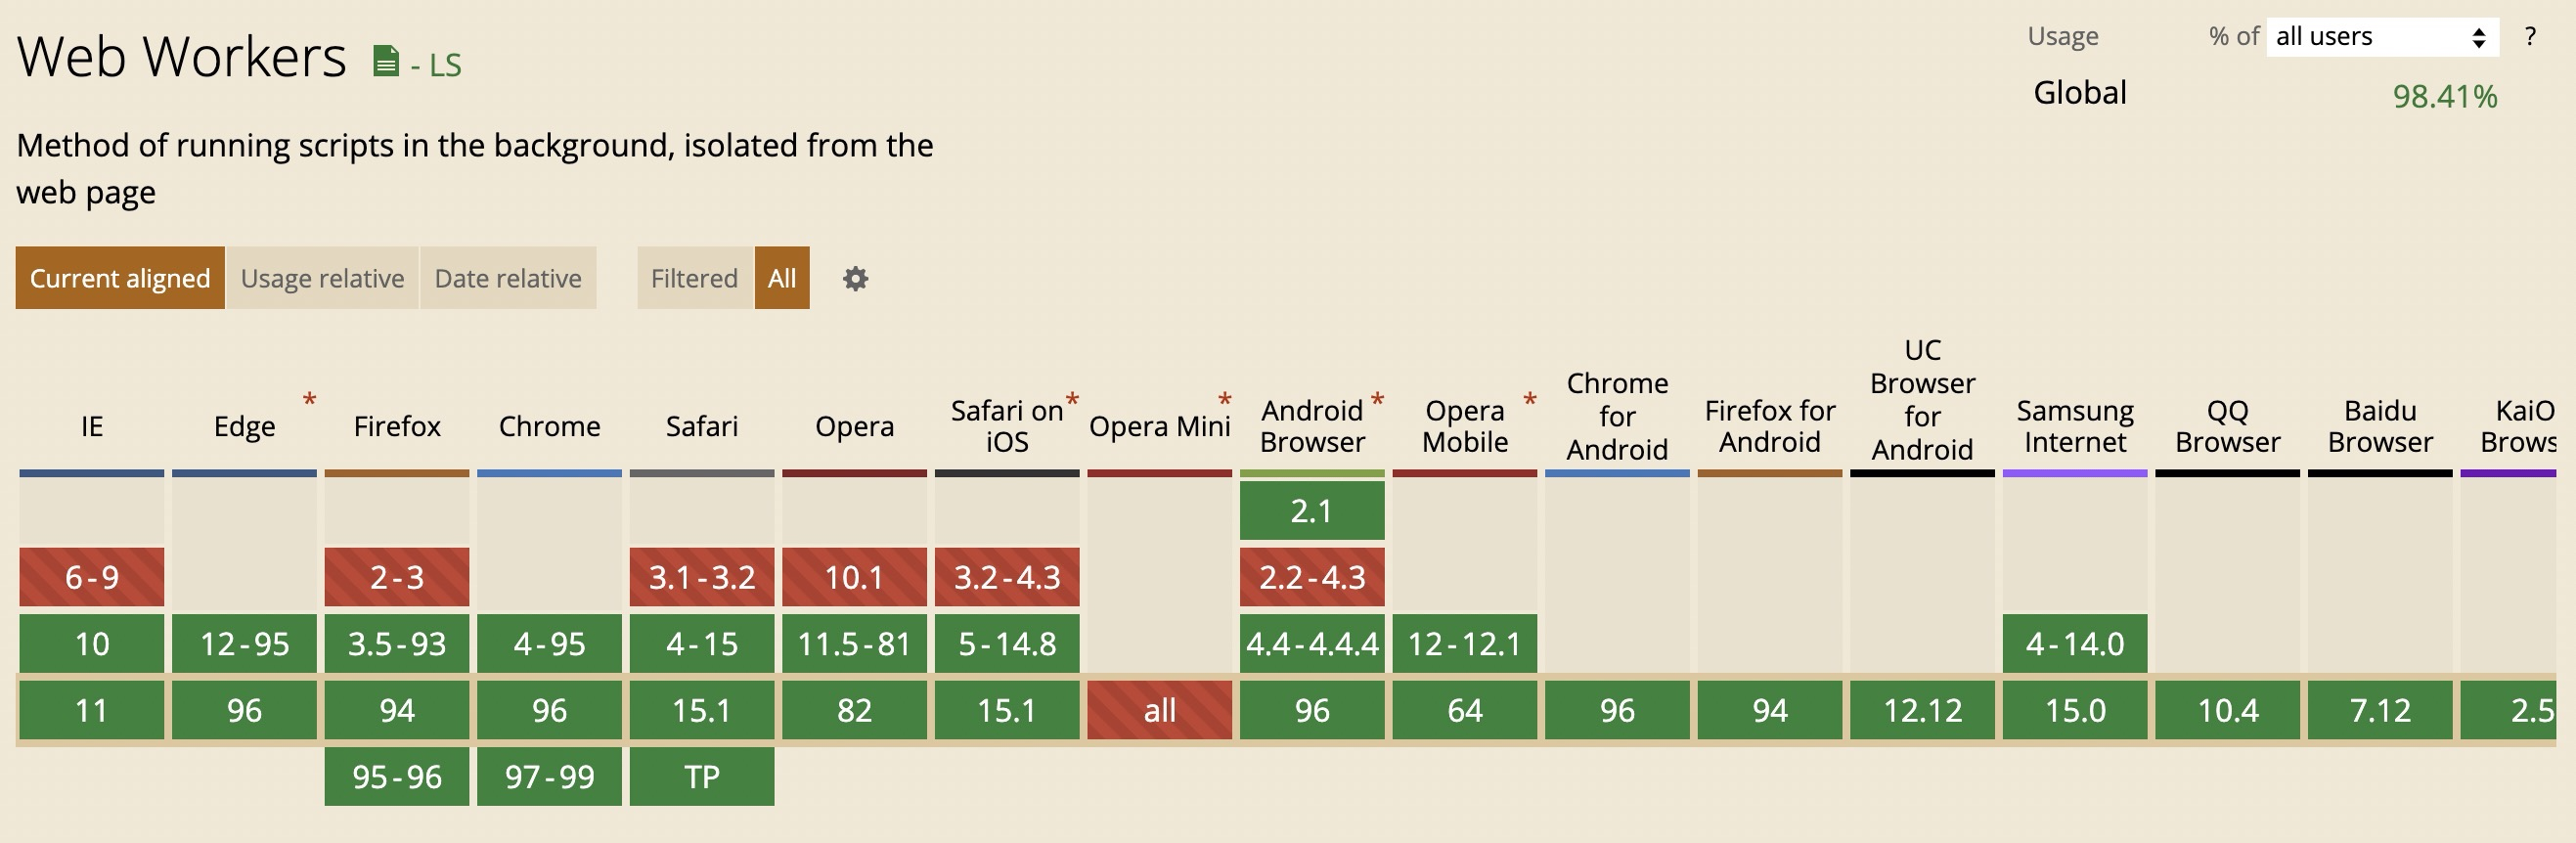 Web Workers - LS
Usage % of all users ?
Global 98.41%
Method of running scripts in the background, isolated from the
web page
Current aligned Usage relative Date relative Filtered All
IE
Edge *
Firefox
Chrome
Safari
Opera
Safari on *
iOS
Opera Mini *
Android *
Browser
Opera *
Mobile
Chrome
for
Android
Firefox for
Android
UC
Browser
for
Android
Samsung
Internet
QQ
Browser
Baidu
Browser
KaiO
Brows
2.1
6-9 2-3 3.1-3.2 10.1 3.2-4.3 2.2-4.3
10 12-95 3.5-93 4-95 4-15 11.5-81 5-14.8 4.4-4.4.4 12-12.1 4-14.0
11 96 94 96 15.1 82 15.1 all 96 64 96 94 12.12 15.0 10.4 7.12 2.5
95-96 97-99 TP